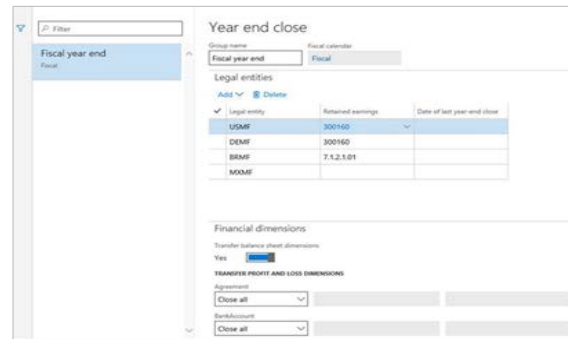 Filter
Fiscal year end
Fiscal
Year end close
Group name Fiscal calendar
Fiscal year end Fiscal
Legal entities
Add Delete
Legal entity Retained earnings Date of last year-end close
USMF 300160
DEMF 300160
BRMF 7.1.2.1.01
MXMF
Financial dimensions
Transfer balance sheet dimensions
Yes
TRANSFER PROFIT AND LOSS DIMENSIONS
Agreement
Close all
BankAccount
Close all